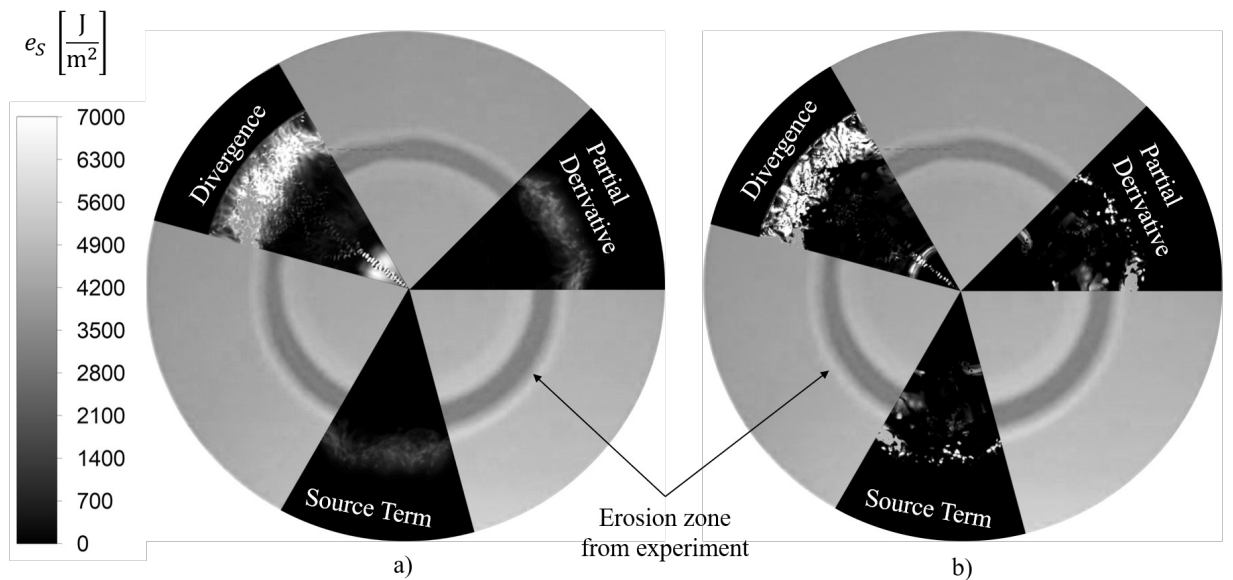 e_S [J/m²]
7000
6300
5600
4900
4200
3500
2800
2100
1400
700
0
Divergence
Partial
Derivative
Source Term
Divergence
Partial
Derivative
Source Term
Erosion zone
from experiment
a)
b)